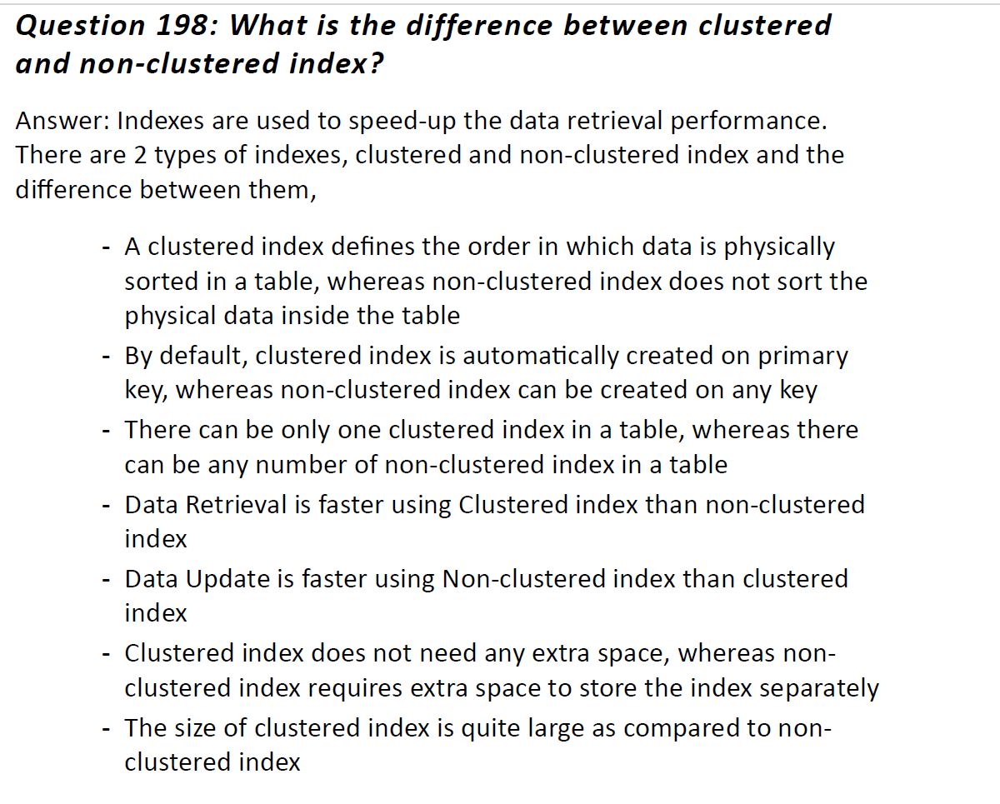 Question 198: What is the difference between clustered
and non-clustered index?
Answer: Indexes are used to speed-up the data retrieval performance.
There are 2 types of indexes, clustered and non-clustered index and the
difference between them,
- A clustered index defines the order in which data is physically
sorted in a table, whereas non-clustered index does not sort the
physical data inside the table
- By default, clustered index is automatically created on primary
key, whereas non-clustered index can be created on any key
- There can be only one clustered index in a table, whereas there
can be any number of non-clustered index in a table
- Data Retrieval is faster using Clustered index than non-clustered
index
- Data Update is faster using Non-clustered index than clustered
index
- Clustered index does not need any extra space, whereas non-
clustered index requires extra space to store the index separately
- The size of clustered index is quite large as compared to non-
clustered index